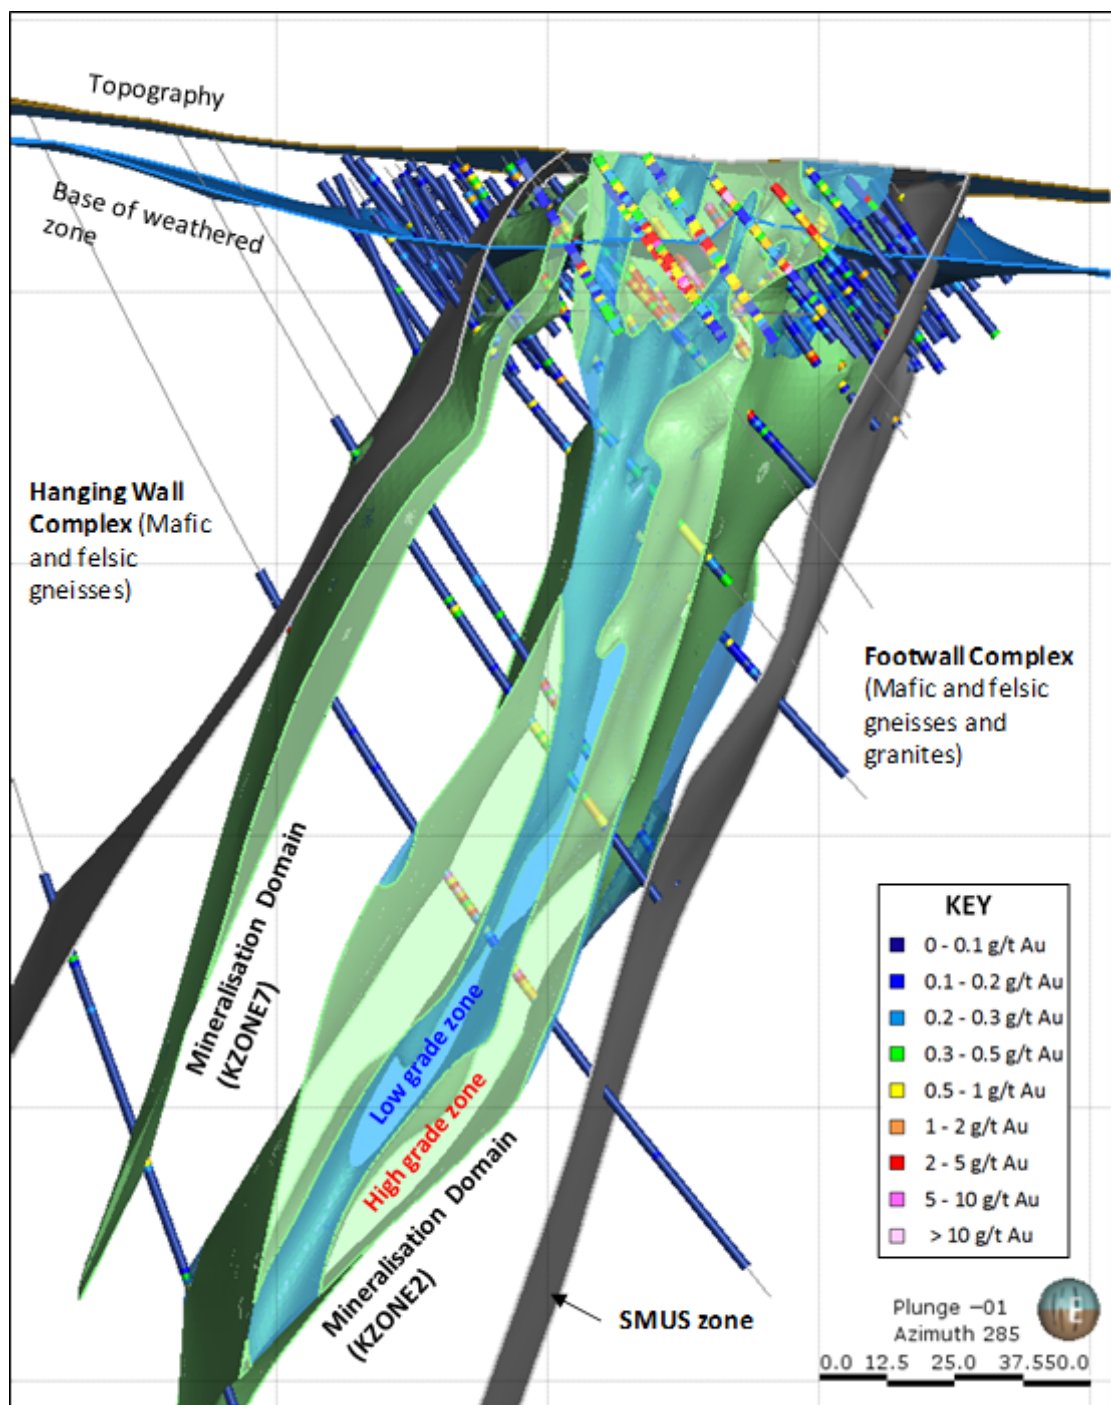 Topography
Base of weathered
zone
Hanging Wall
Complex (Mafic
and felsic
gneisses)
Footwall Complex
(Mafic and felsic
gneisses and
granites)
Mineralisation Domain
(KZONE7)
Low grade zone
High grade zone
Mineralisation Domain
(KZONE2)
SMUS zone
KEY
0 - 0.1 g/t Au
0.1 - 0.2 g/t Au
0.2 - 0.3 g/t Au
0.3 - 0.5 g/t Au
0.5 - 1 g/t Au
1 - 2 g/t Au
2 - 5 g/t Au
5 - 10 g/t Au
> 10 g/t Au
Plunge −01
Azimuth 285
E
0.0 12.5 25.0 37.550.0